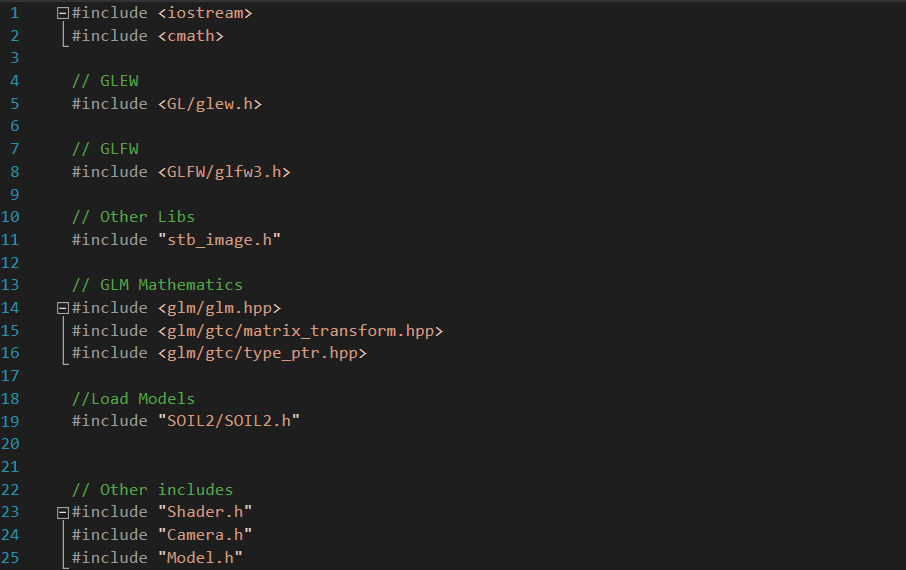 1 #include <iostream>
2 #include <cmath>
3
4 // GLEW
5 #include <GL/glew.h>
6
7 // GLFW
8 #include <GLFW/glfw3.h>
9
10 // Other Libs
11 #include "stb_image.h"
12
13 // GLM Mathematics
14 #include <glm/glm.hpp>
15 #include <glm/gtc/matrix_transform.hpp>
16 #include <glm/gtc/type_ptr.hpp>
17
18 //Load Models
19 #include "SOIL2/SOIL2.h"
20
21
22 // Other includes
23 #include "Shader.h"
24 #include "Camera.h"
25 #include "Model.h"